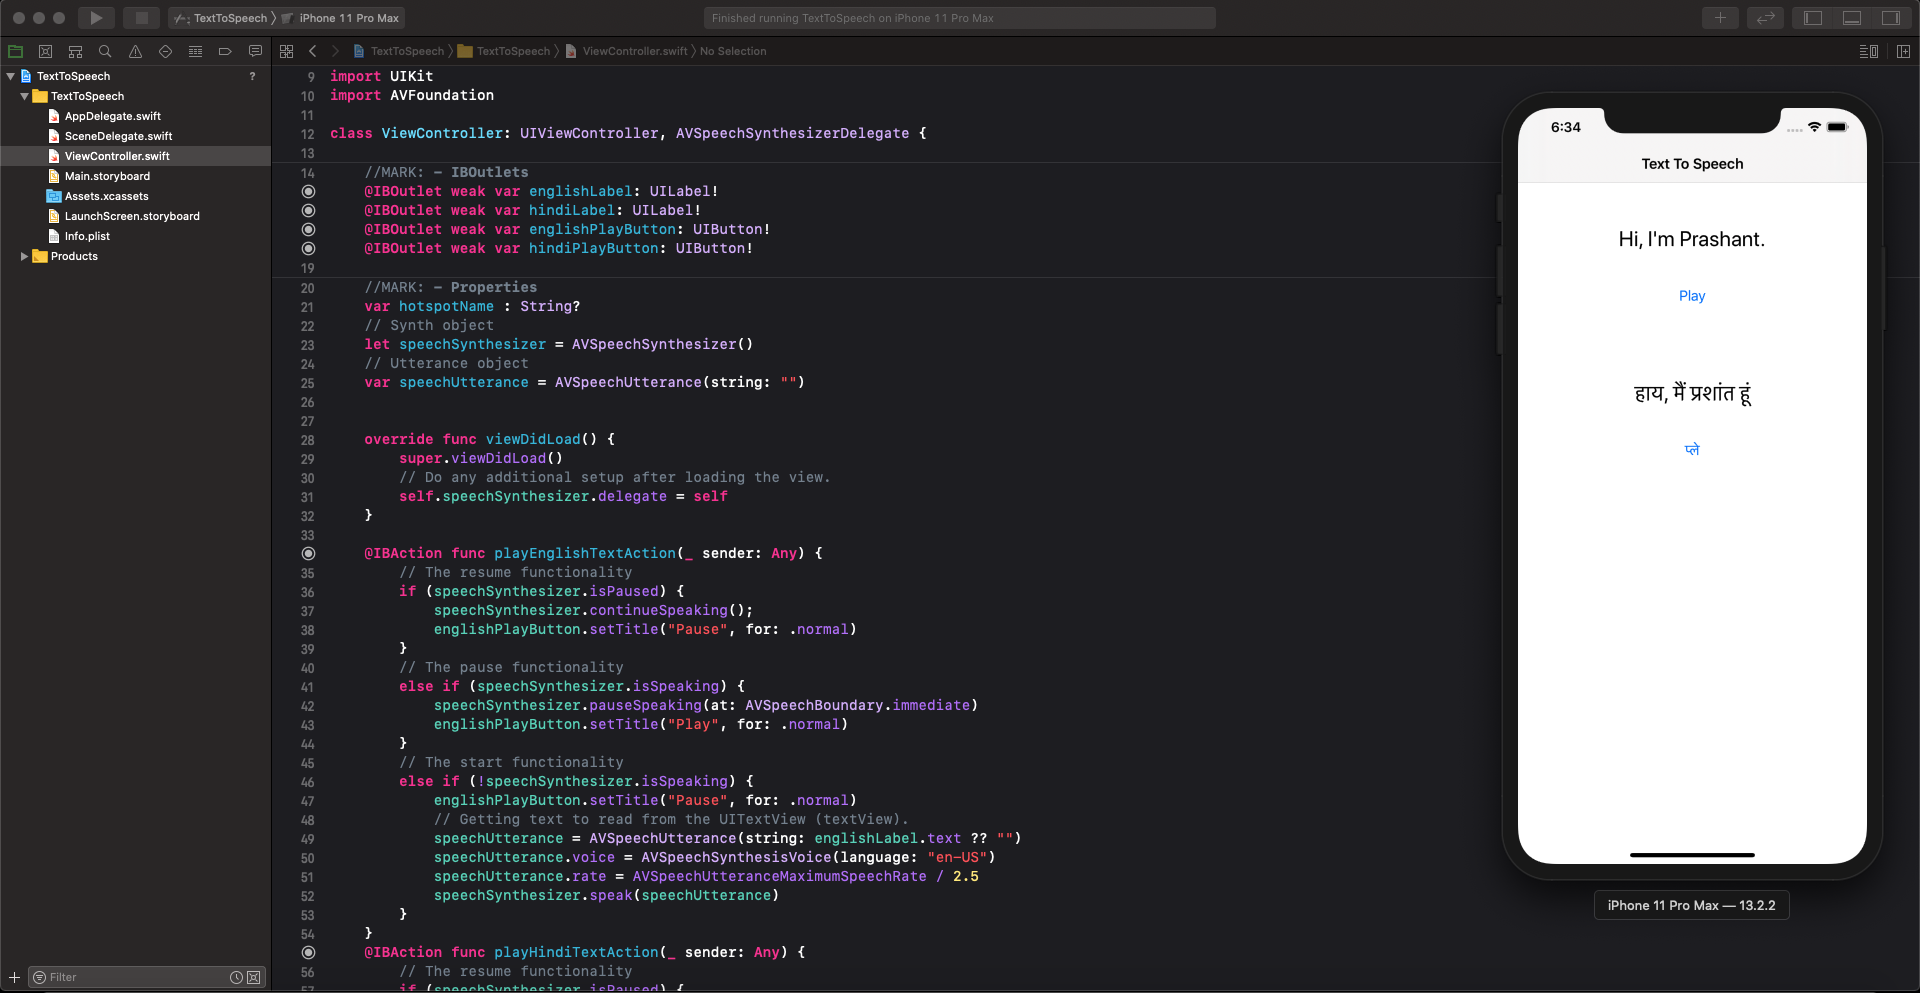 TextToSpeech
iPhone 11 Pro Max
Finished running TextToSpeech on iPhone 11 Pro Max
TextToSpeech
TextToSpeech
ViewController.swift
No Selection
TextToSpeech ?
TextToSpeech
AppDelegate.swift
SceneDelegate.swift
ViewController.swift
Main.storyboard
Assets.xcassets
LaunchScreen.storyboard
Info.plist
Products
Filter
9 import UIKit
10 import AVFoundation
11
12 class ViewController: UIViewController, AVSpeechSynthesizerDelegate {
13
14 //MARK: - IBOutlets
@IBOutlet weak var englishLabel: UILabel!
@IBOutlet weak var hindiLabel: UILabel!
@IBOutlet weak var englishPlayButton: UIButton!
@IBOutlet weak var hindiPlayButton: UIButton!
19
20 //MARK: - Properties
21 var hotspotName : String?
22 // Synth object
23 let speechSynthesizer = AVSpeechSynthesizer()
24 // Utterance object
25 var speechUtterance = AVSpeechUtterance(string: "")
26
27
28 override func viewDidLoad() {
29 super.viewDidLoad()
30 // Do any additional setup after loading the view.
31 self.speechSynthesizer.delegate = self
32 }
33
@IBAction func playEnglishTextAction(_ sender: Any) {
35 // The resume functionality
36 if (speechSynthesizer.isPaused) {
37 speechSynthesizer.continueSpeaking();
38 englishPlayButton.setTitle("Pause", for: .normal)
39 }
40 // The pause functionality
41 else if (speechSynthesizer.isSpeaking) {
42 speechSynthesizer.pauseSpeaking(at: AVSpeechBoundary.immediate)
43 englishPlayButton.setTitle("Play", for: .normal)
44 }
45 // The start functionality
46 else if (!speechSynthesizer.isSpeaking) {
47 englishPlayButton.setTitle("Pause", for: .normal)
48 // Getting text to read from the UITextView (textView).
49 speechUtterance = AVSpeechUtterance(string: englishLabel.text ?? "")
50 speechUtterance.voice = AVSpeechSynthesisVoice(language: "en-US")
51 speechUtterance.rate = AVSpeechUtteranceMaximumSpeechRate / 2.5
52 speechSynthesizer.speak(speechUtterance)
53 }
54 }
@IBAction func playHindiTextAction(_ sender: Any) {
56 // The resume functionality
57 if (speechSynthesizer.isPaused) {
6:34
Text To Speech
Hi, I'm Prashant.
Play
हाय, मैं प्रशांत हूं
प्ले
iPhone 11 Pro Max — 13.2.2